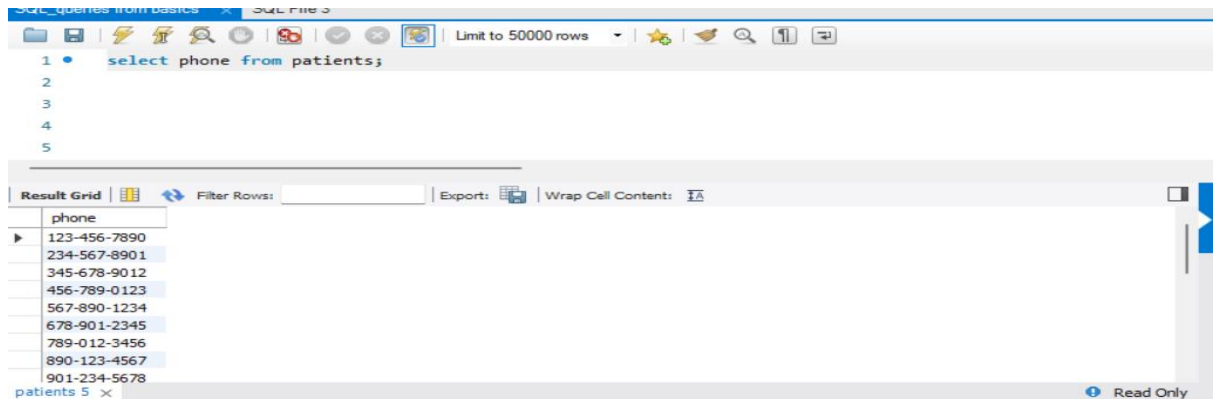 SQL_queries from basics SQL File 3
Limit to 50000 rows
1 select phone from patients;
2
3
4
5
Result Grid Filter Rows: Export: Wrap Cell Content: IA
phone
123-456-7890
234-567-8901
345-678-9012
456-789-0123
567-890-1234
678-901-2345
789-012-3456
890-123-4567
901-234-5678
patients 5 Read Only